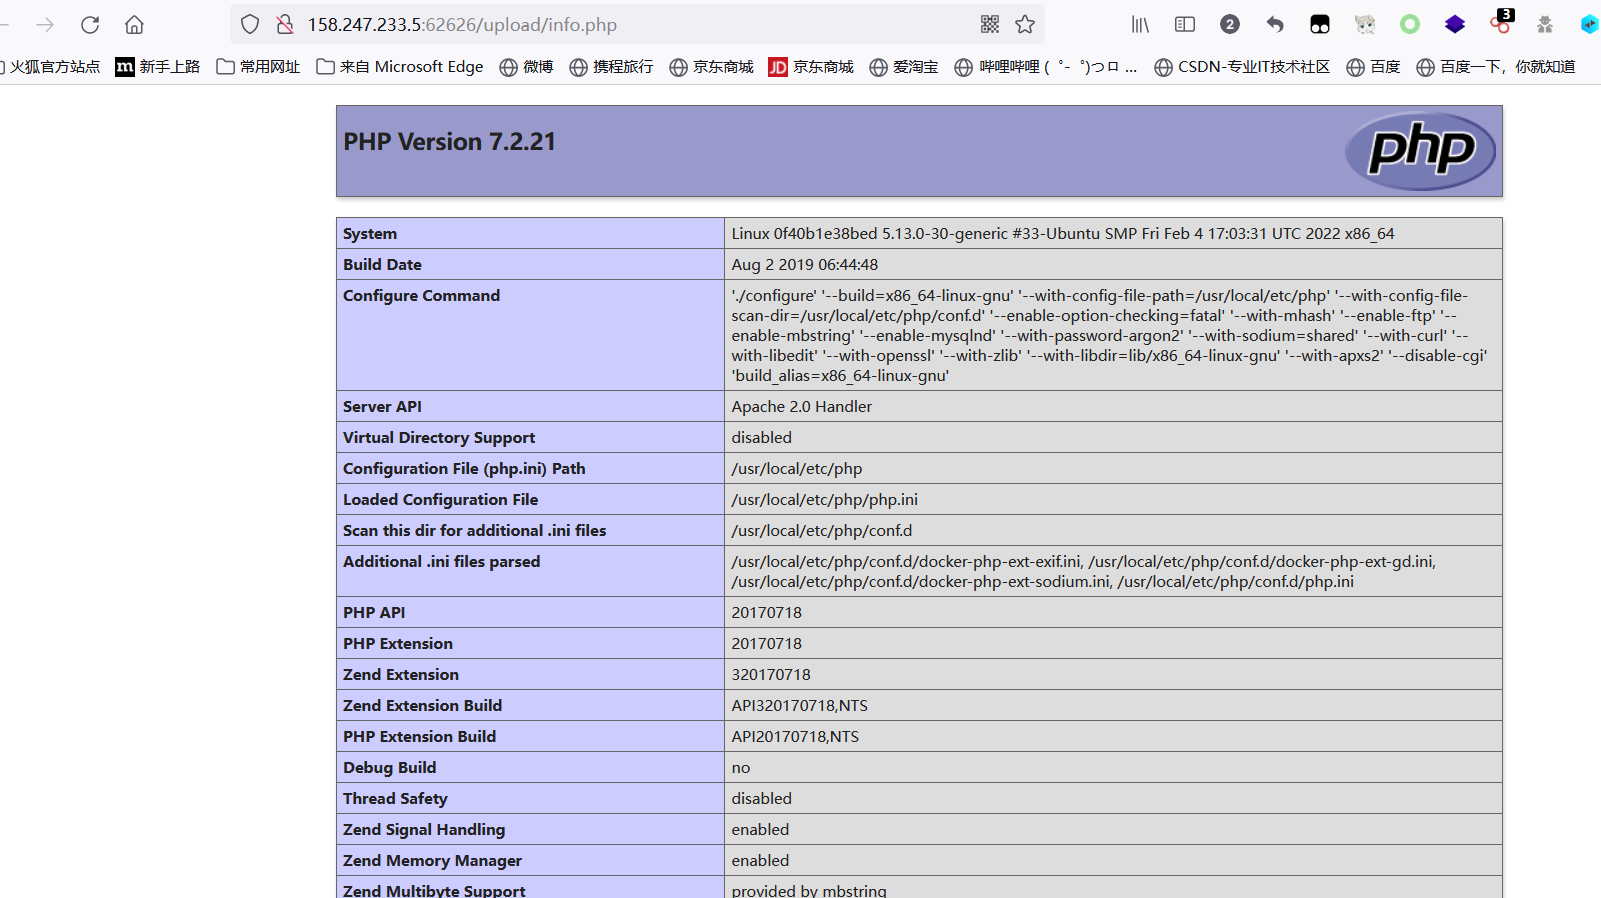 158.247.233.5:62626/upload/info.php
2
3
火狐官方站点 m 新手上路 常用网址 来自 Microsoft Edge 微博 携程旅行 京东商城 JD 京东商城 爱淘宝 哔哩哔哩 ( ゜- ゜)つロ ... CSDN-专业IT技术社区 百度 百度一下，你就知道
PHP Version 7.2.21
php
System Linux 0f40b1e38bed 5.13.0-30-generic #33-Ubuntu SMP Fri Feb 4 17:03:31 UTC 2022 x86_64
Build Date Aug 2 2019 06:44:48
Configure Command './configure' '--build=x86_64-linux-gnu' '--with-config-file-path=/usr/local/etc/php' '--with-config-file-
scan-dir=/usr/local/etc/php/conf.d' '--enable-option-checking=fatal' '--with-mhash' '--enable-ftp' '--
enable-mbstring' '--enable-mysqlnd' '--with-password-argon2' '--with-sodium=shared' '--with-curl' '--
with-libedit' '--with-openssl' '--with-zlib' '--with-libdir=lib/x86_64-linux-gnu' '--with-apxs2' '--disable-cgi'
'build_alias=x86_64-linux-gnu'
Server API Apache 2.0 Handler
Virtual Directory Support disabled
Configuration File (php.ini) Path /usr/local/etc/php
Loaded Configuration File /usr/local/etc/php/php.ini
Scan this dir for additional .ini files /usr/local/etc/php/conf.d
Additional .ini files parsed /usr/local/etc/php/conf.d/docker-php-ext-exif.ini, /usr/local/etc/php/conf.d/docker-php-ext-gd.ini,
/usr/local/etc/php/conf.d/docker-php-ext-sodium.ini, /usr/local/etc/php/conf.d/php.ini
PHP API 20170718
PHP Extension 20170718
Zend Extension 320170718
Zend Extension Build API320170718,NTS
PHP Extension Build API20170718,NTS
Debug Build no
Thread Safety disabled
Zend Signal Handling enabled
Zend Memory Manager enabled
Zend Multibyte Support provided by mbstring